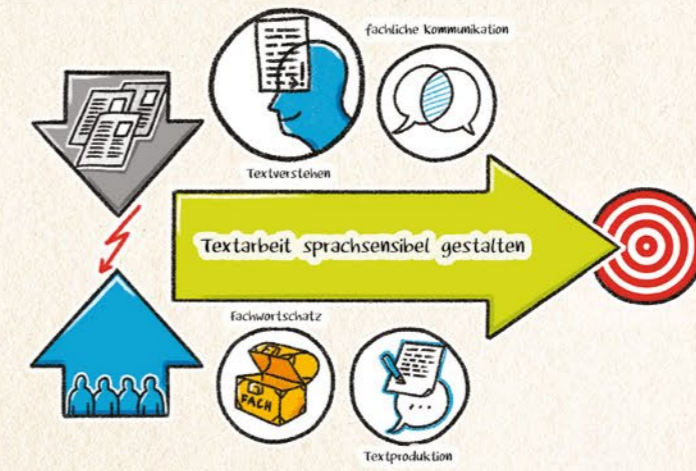 fachliche Kommunikation
Textverstehen
Textarbeit sprachsensibel gestalten
Fachwortschatz
FACH
Textproduktion